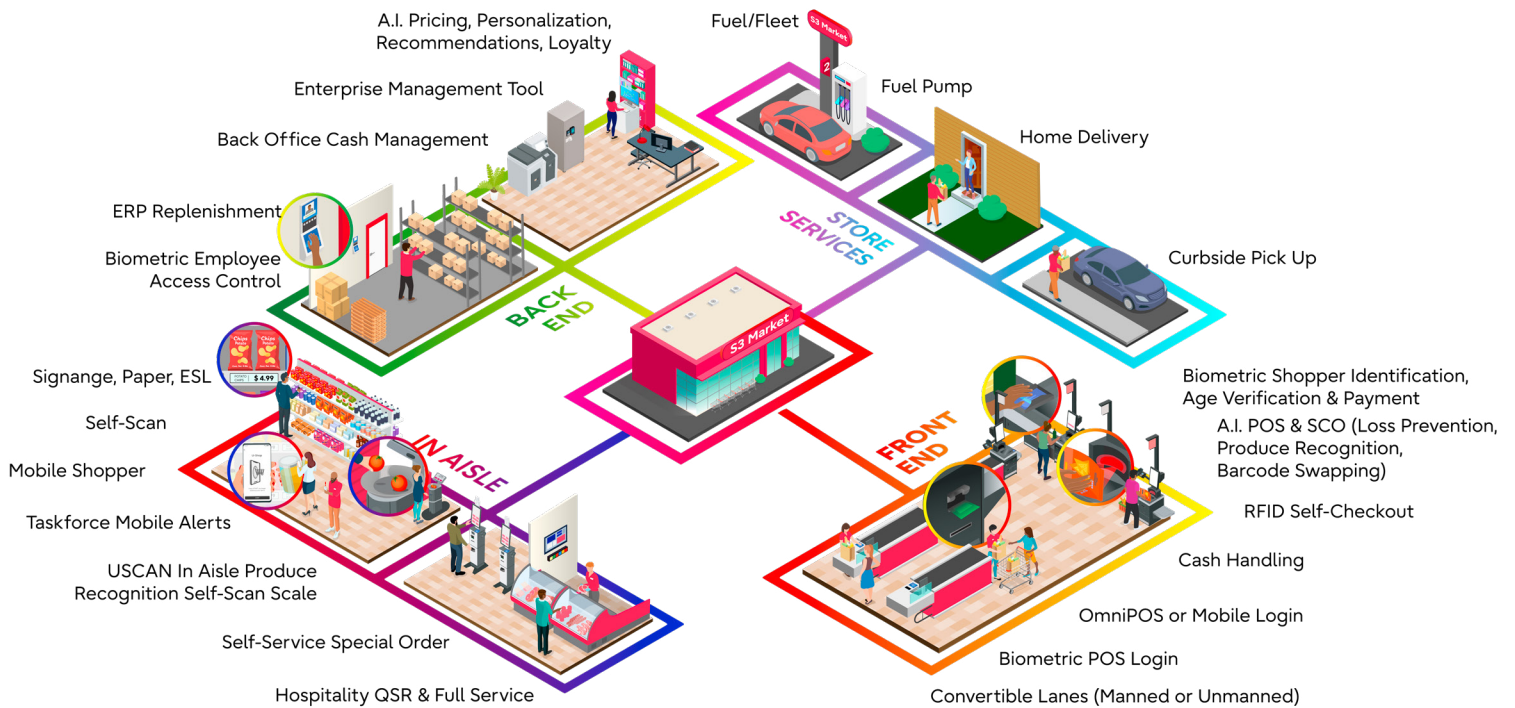 A.I. Pricing, Personalization,
Recommendations, Loyalty
Enterprise Management Tool
Back Office Cash Management
ERP Replenishment
Biometric Employee
Access Control
BACK
END
Fuel/Fleet
S3 Market
2
Fuel Pump
Home Delivery
Curbside Pick Up
STORE
SERVICES
S3 Market
Chips
Chips
$4.99
Signange, Paper, ESL
Self-Scan
Mobile Shopper
Taskforce Mobile Alerts
USCAN In Aisle Produce
Recognition Self-Scan Scale
Self-Service Special Order
Hospitality QSR & Full Service
IN AISLE
FRONT
END
Biometric Shopper Identification,
Age Verification & Payment
A.I. POS & SCO (Loss Prevention,
Produce Recognition,
Barcode Swapping)
RFID Self-Checkout
Cash Handling
OmniPOS or Mobile Login
Biometric POS Login
Convertible Lanes (Manned or Unmanned)